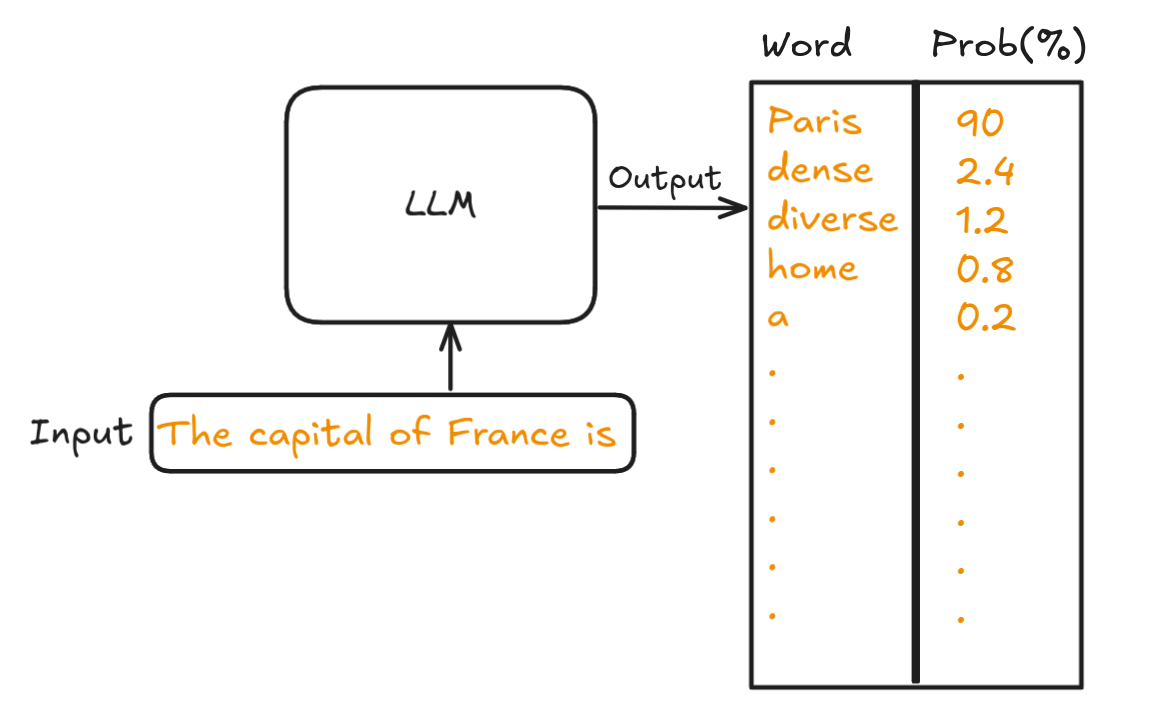 Word Prob(%)
Paris 90
dense 2.4
diverse 1.2
home 0.8
a 0.2
. .
. .
. .
. .
. .
. .
LLM
Output
Input The capital of France is